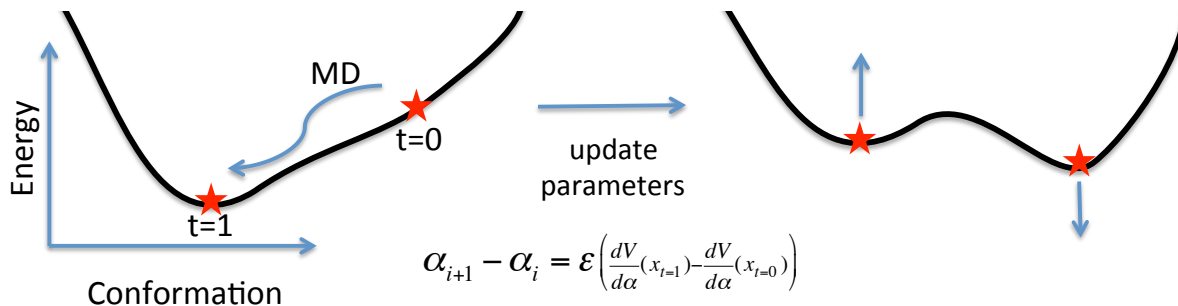 Energy
MD
t=0
t=1
Conformation
update
parameters
α_{i+1} − α_i = ε( dV/dα (x_{t=1}) − dV/dα (x_{t=0}) )